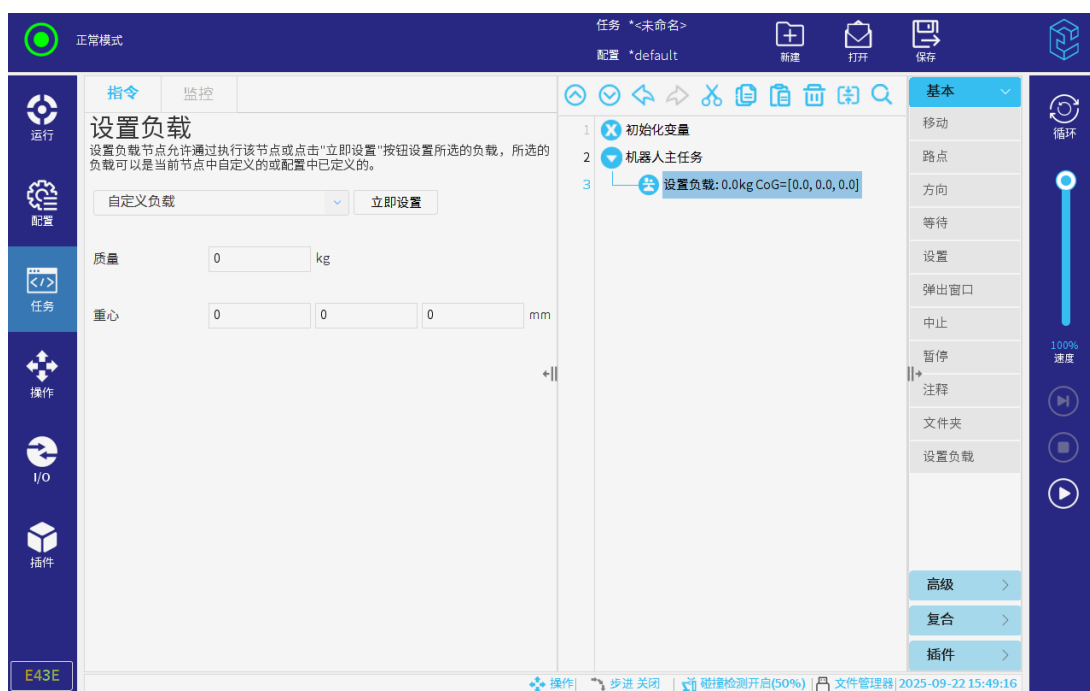 正常模式
任务 *<未命名>
配置 *default
新建
打开
保存
运行
配置
任务
操作
I/O
插件
E43E
指令
监控
设置负载
设置负载节点允许通过执行该节点或点击"立即设置"按钮设置所选的负载，所选的
负载可以是当前节点中自定义的或配置中已定义的。
自定义负载
立即设置
质量 0 kg
重心 0 0 0 mm
1 初始化变量
2 机器人主任务
3 设置负载: 0.0kg CoG=[0.0, 0.0, 0.0]
基本
移动
路点
方向
等待
设置
弹出窗口
中止
暂停
注释
文件夹
设置负载
高级
复合
插件
循环
100%
速度
操作| 步进 关闭 | 碰撞检测开启(50%) | 文件管理器| 2025-09-22 15:49:16